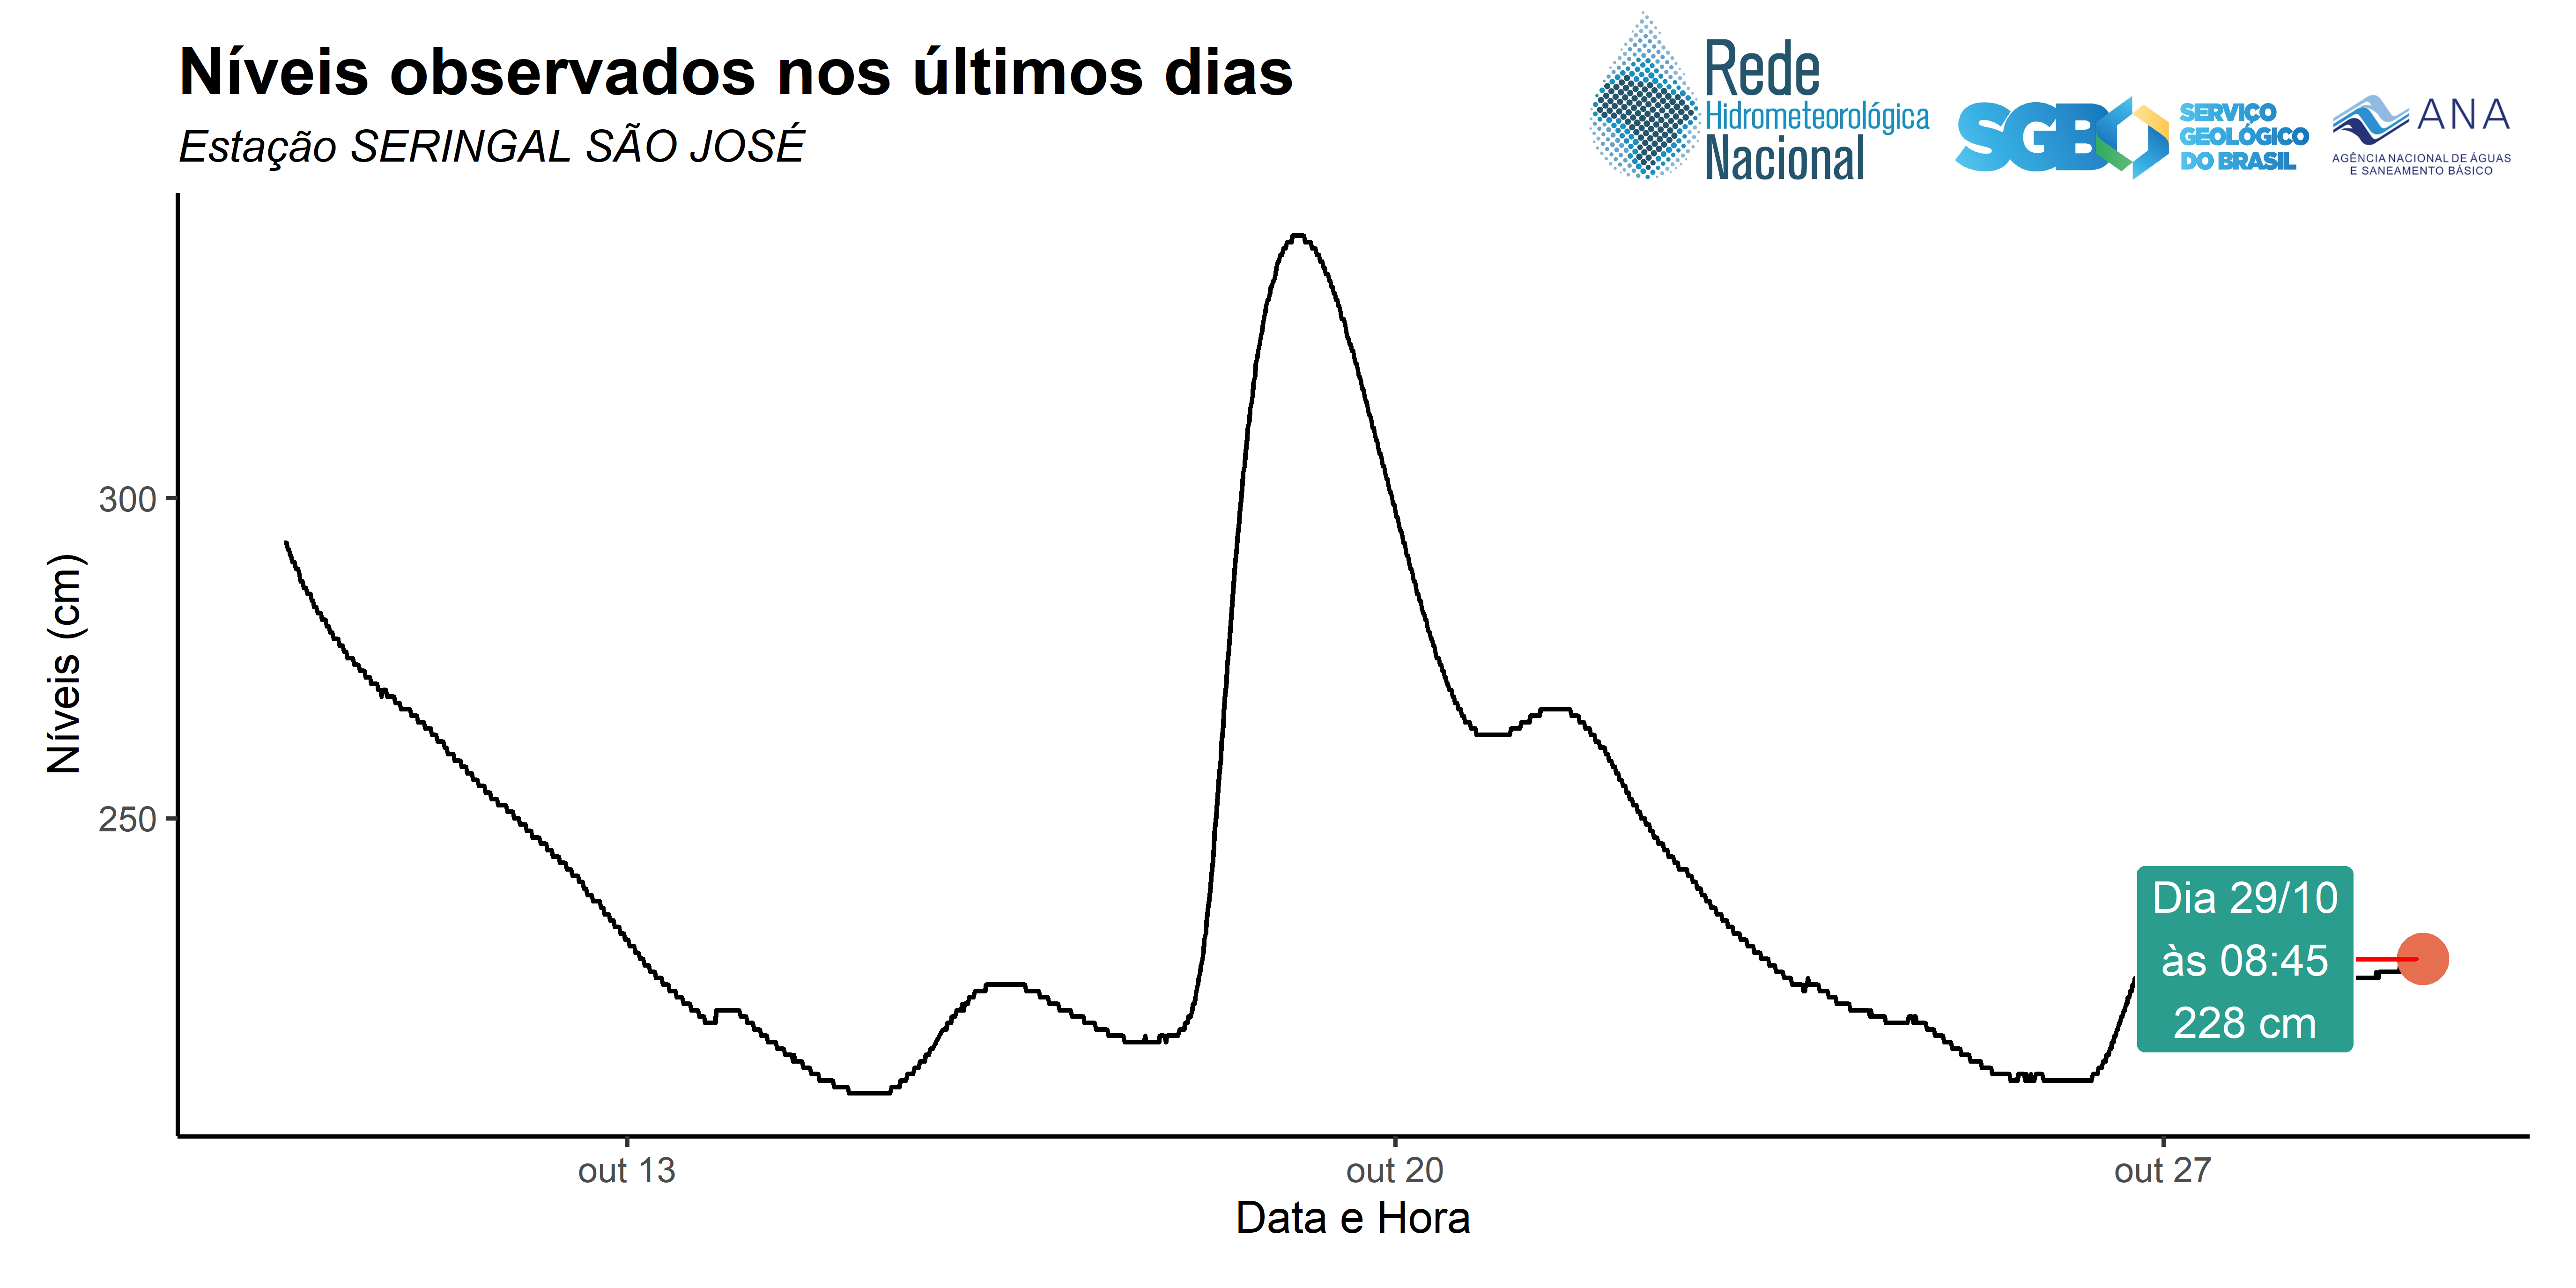 Níveis observados nos últimos dias
Estação SERINGAL SÃO JOSÉ
Rede
Hidrometeorológica
Nacional
SGB
SERVIÇO
GEOLÓGICO
DO BRASIL
ANA
AGÊNCIA NACIONAL DE ÁGUAS
E SANEAMENTO BÁSICO
Níveis (cm)
300
250
Dia 29/10
às 08:45
228 cm
out 13
out 20
out 27
Data e Hora